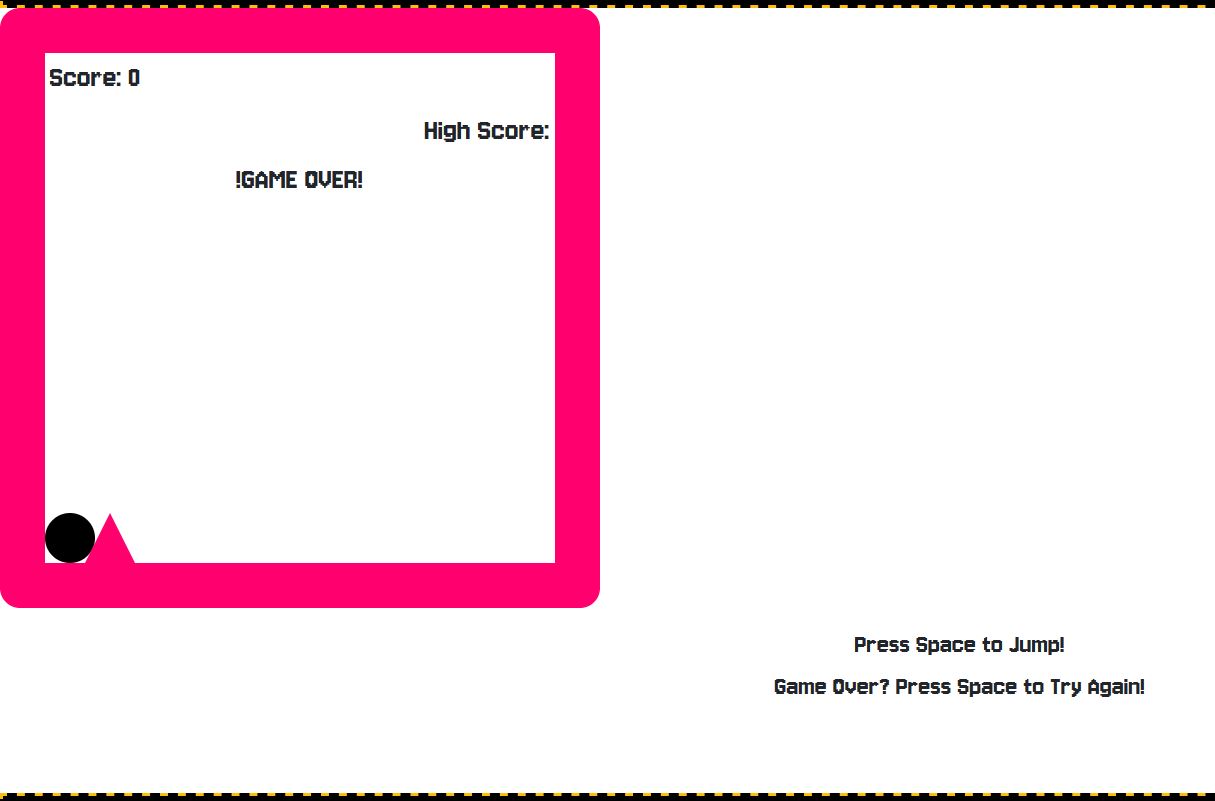 Score: 0
High Score:
!GAME OVER!
Press Space to Jump!
Game Over? Press Space to Try Again!